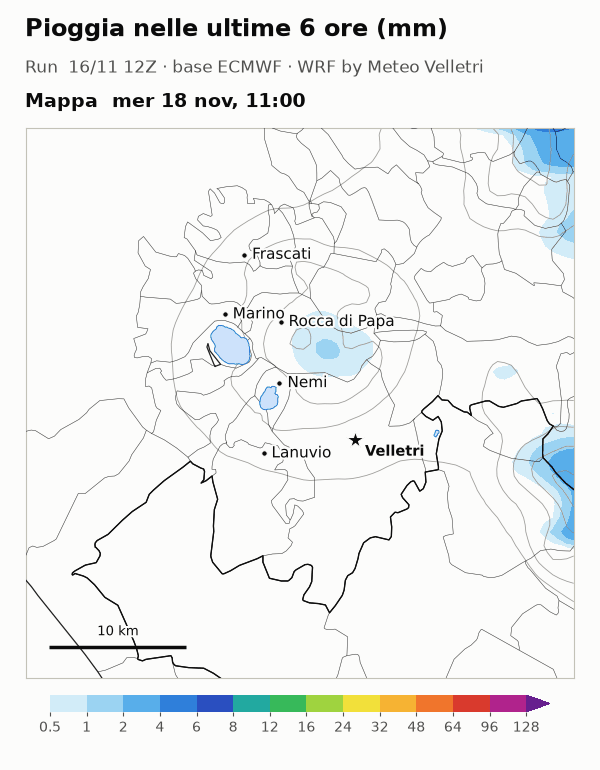 Pioggia nelle ultime 6 ore (mm)
Run  16/11 12Z · base ECMWF · WRF by Meteo Velletri
Mappa  mer 18 nov, 11:00
Frascati
Marino
Rocca di Papa
Nemi
Velletri
Lanuvio
10 km
0.5 1 2 4 6 8 12 16 24 32 48 64 96 128